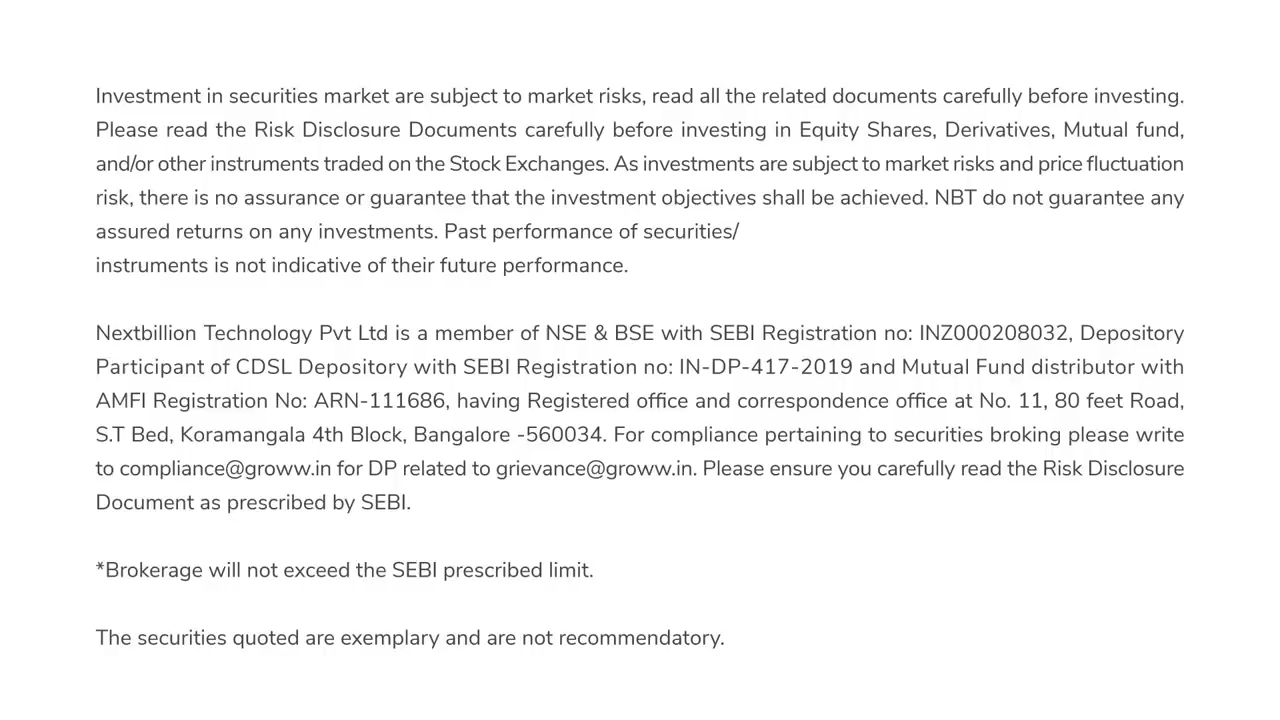 Investment in securities market are subject to market risks, read all the related documents carefully before investing.
Please read the Risk Disclosure Documents carefully before investing in Equity Shares, Derivatives, Mutual fund,
and/or other instruments traded on the Stock Exchanges. As investments are subject to market risks and price fluctuation
risk, there is no assurance or guarantee that the investment objectives shall be achieved. NBT do not guarantee any
assured returns on any investments. Past performance of securities/
instruments is not indicative of their future performance.
Nextbillion Technology Pvt Ltd is a member of NSE & BSE with SEBI Registration no: INZ000208032, Depository
Participant of CDSL Depository with SEBI Registration no: IN-DP-417-2019 and Mutual Fund distributor with
AMFI Registration No: ARN-111686, having Registered office and correspondence office at No. 11, 80 feet Road,
S.T Bed, Koramangala 4th Block, Bangalore -560034. For compliance pertaining to securities broking please write
to compliance@groww.in for DP related to grievance@groww.in. Please ensure you carefully read the Risk Disclosure
Document as prescribed by SEBI.
*Brokerage will not exceed the SEBI prescribed limit.
The securities quoted are exemplary and are not recommendatory.